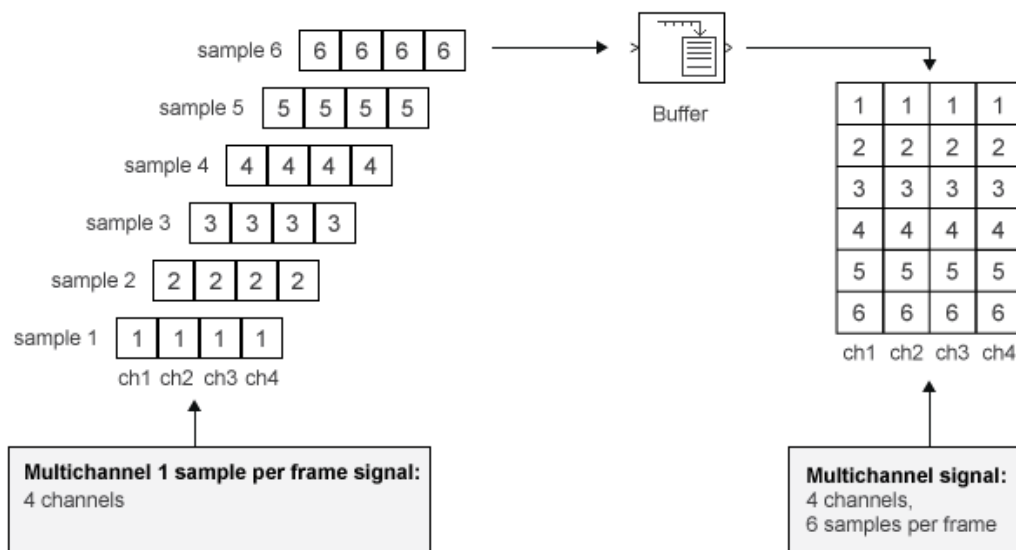 sample 6 6 6 6 6
Buffer
sample 5 5 5 5 5
sample 4 4 4 4 4
sample 3 3 3 3 3
sample 2 2 2 2 2
sample 1 1 1 1 1
ch1 ch2 ch3 ch4
1 1 1 1
2 2 2 2
3 3 3 3
4 4 4 4
5 5 5 5
6 6 6 6
ch1 ch2 ch3 ch4
Multichannel 1 sample per frame signal:
4 channels
Multichannel signal:
4 channels,
6 samples per frame